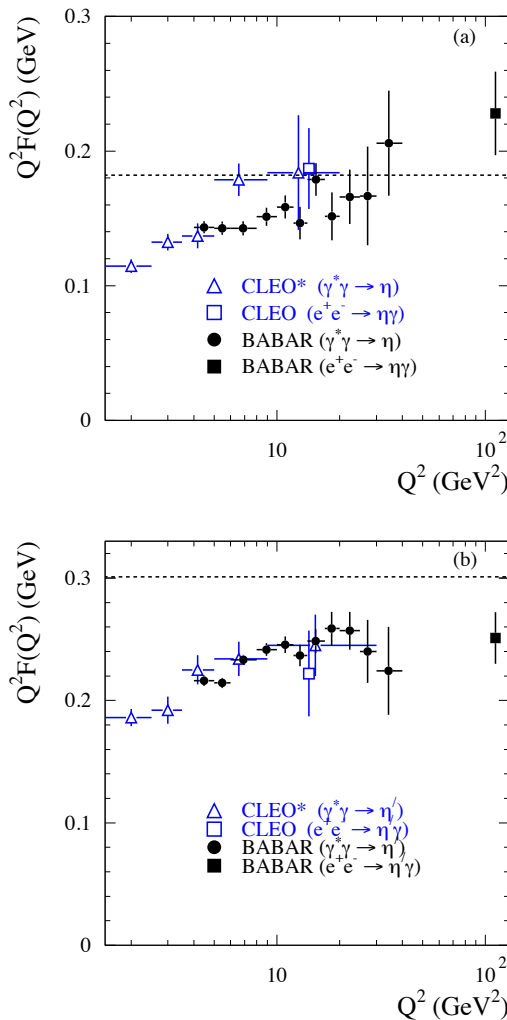 (a)
Q²F(Q²) (GeV)
0.3
0.2
0.1
0
CLEO* (γ*γ → η)
CLEO (e⁺e⁻ → ηγ)
BABAR (γ*γ → η)
BABAR (e⁺e⁻ → ηγ)
10
10²
Q² (GeV²)
(b)
Q²F(Q²) (GeV)
0.3
0.2
0.1
0
CLEO* (γ*γ → η′)
CLEO (e⁺e⁻ → η′γ)
BABAR (γ*γ → η′)
BABAR (e⁺e⁻ → η′γ)
10
10²
Q² (GeV²)